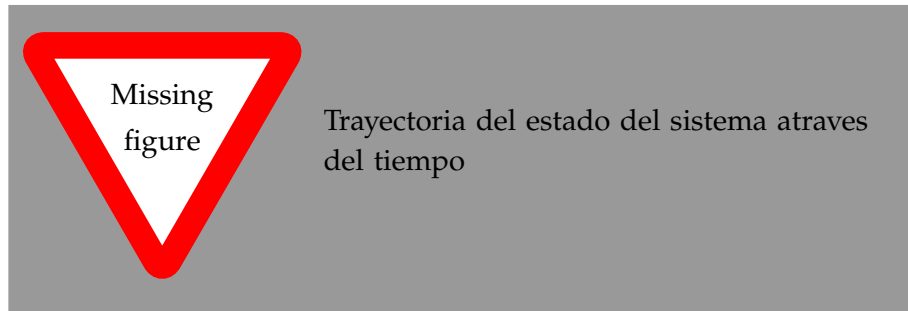 Missing
figure
Trayectoria del estado del sistema atraves
del tiempo